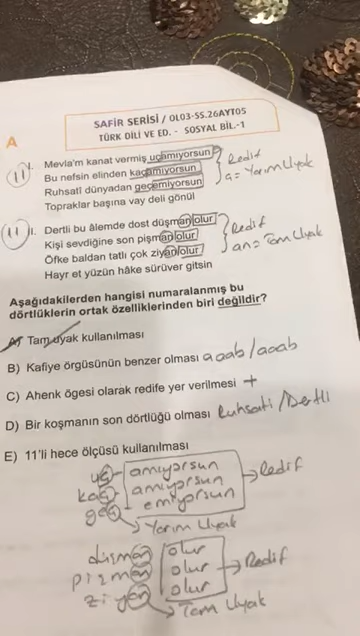 SAFİR SERİSİ / OL03-SS.26AYT05
TÜRK DİLİ VE ED. - SOSYAL BİL.-1
A
11
I. Mevla'm kanat vermiş uçamıyorsun
Bu nefsin elinden kaçamıyorsun
Ruhsatî dünyadan geçemiyorsun
Topraklar başına vay deli gönül
Redif
ç = Yarım Uyak
11
II. Dertli bu âlemde dost düşman olur
Kişi sevdiğine son pişman olur
Öfke baldan tatlı çok ziyan olur
Hayr et yüzün hâke sürüver gitsin
Redif
an = Tam Uyak
Aşağıdakilerden hangisi numaralanmış bu
dörtlüklerin ortak özelliklerinden biri değildir?
A) Tam uyak kullanılması
B) Kafiye örgüsünün benzer olması aaab/aaab
C) Ahenk ögesi olarak redife yer verilmesi +
D) Bir koşmanın son dörtlüğü olması Ruhsati /Dertli
E) 11'li hece ölçüsü kullanılması
uç amıyorsun
kaç amıyorsun
geç emiyorsun
Redif
Yarım Uyak
düşman olur
pişman olur
ziyan olur
Redif
Tam Uyak